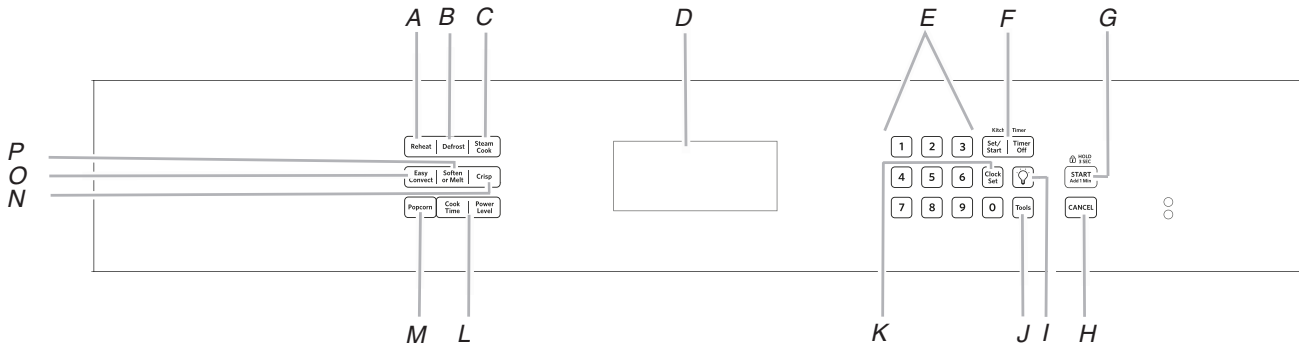 A B C D E F G
Kitch Timer
HOLD
3 SEC
Reheat Defrost Steam Cook
1 2 3 Set/ Start Timer Off
P
O
N
Easy Connect Soften or Melt Crisp
4 5 6 Clock Set
START
Add 1 Min
Popcorn Cook Time Power Level
7 8 9 0 Tools CANCEL
M L K J I H